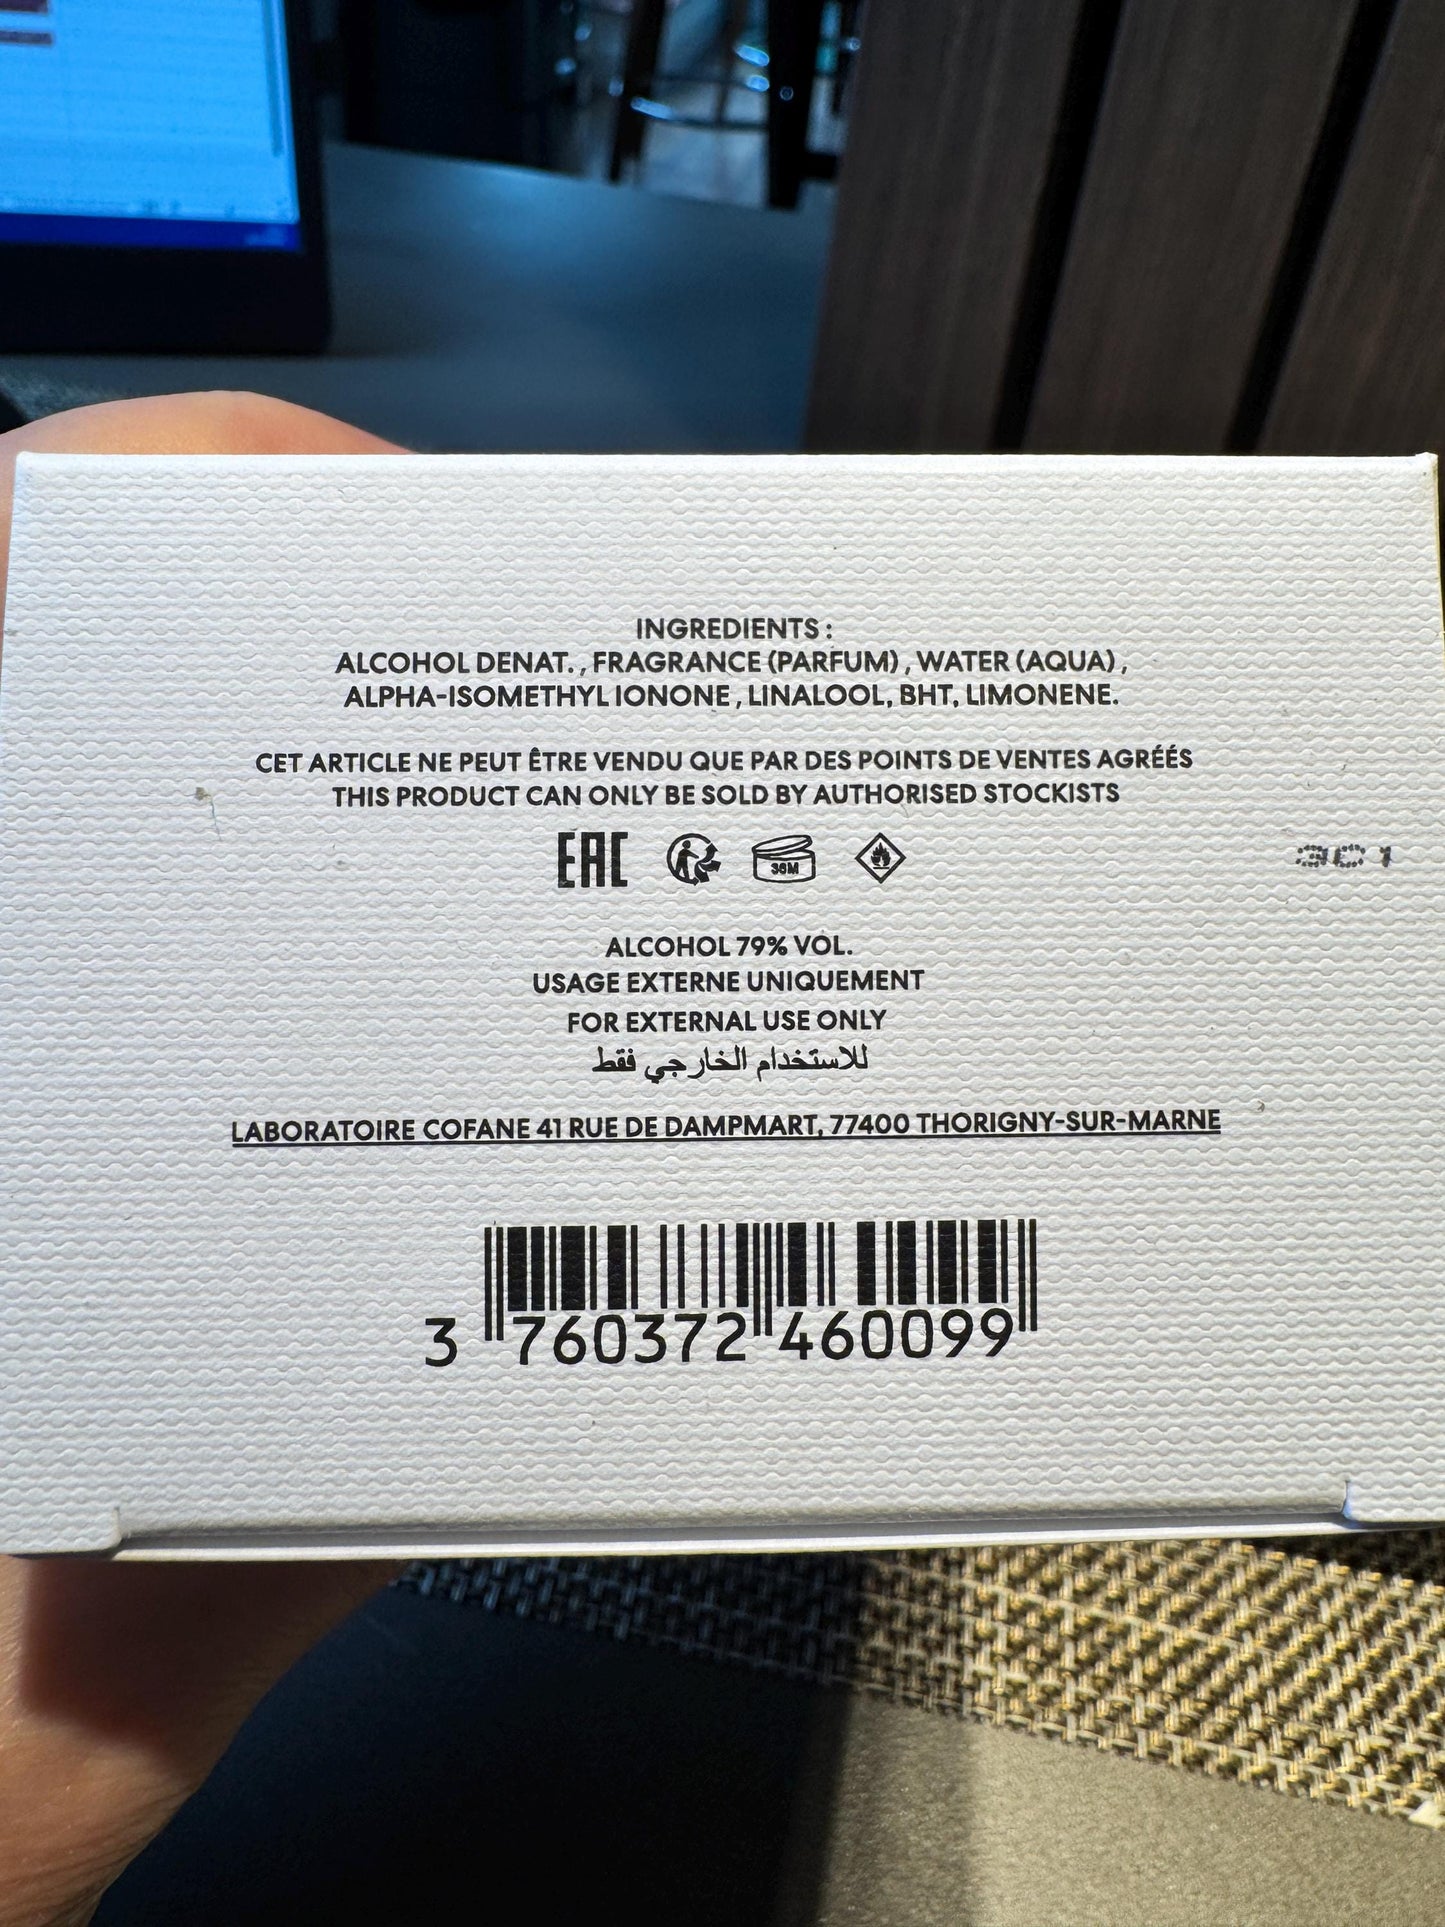 INGREDIENTS :
ALCOHOL DENAT. , FRAGRANCE (PARFUM) , WATER (AQUA) ,
ALPHA-ISOMETHYL IONONE , LINALOOL, BHT, LIMONENE.
CET ARTICLE NE PEUT ÊTRE VENDU QUE PAR DES POINTS DE VENTES AGRÉÉS
THIS PRODUCT CAN ONLY BE SOLD BY AUTHORISED STOCKISTS
EAC 36M
3C1
ALCOHOL 79% VOL.
USAGE EXTERNE UNIQUEMENT
FOR EXTERNAL USE ONLY
للاستخدام الخارجي فقط
LABORATOIRE COFANE 41 RUE DE DAMPMART, 77400 THORIGNY-SUR-MARNE
3 760372 460099